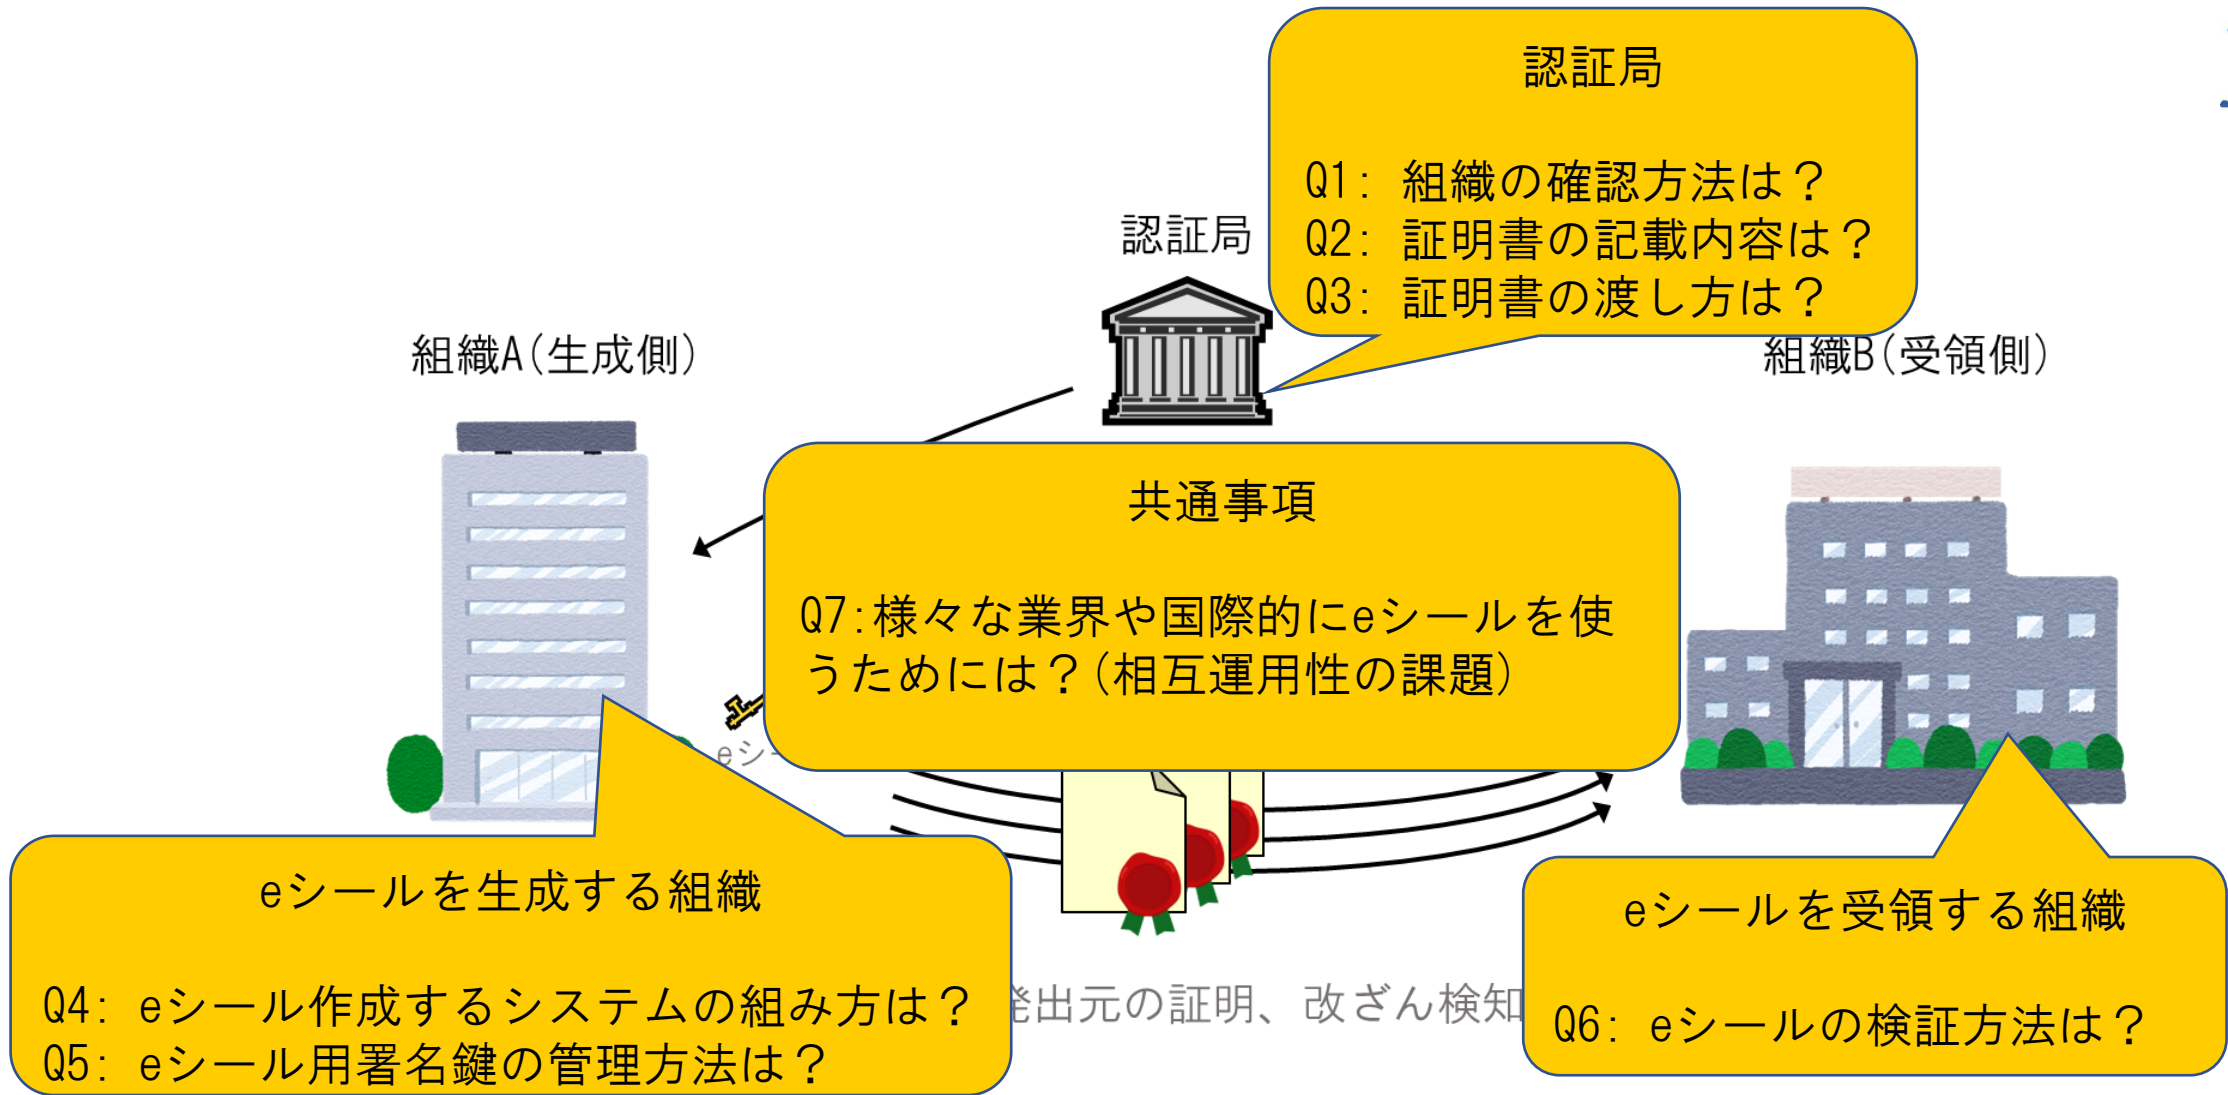 認証局
Q1: 組織の確認方法は？
Q2: 証明書の記載内容は？
Q3: 証明書の渡し方は？
認証局
組織A(生成側)
組織B(受領側)
共通事項
Q7:様々な業界や国際的にeシールを使
うためには？(相互運用性の課題)
eシー
eシールを生成する組織
Q4: eシール作成するシステムの組み方は？
Q5: eシール用署名鍵の管理方法は？
出元の証明、改ざん検知
eシールを受領する組織
Q6: eシールの検証方法は？